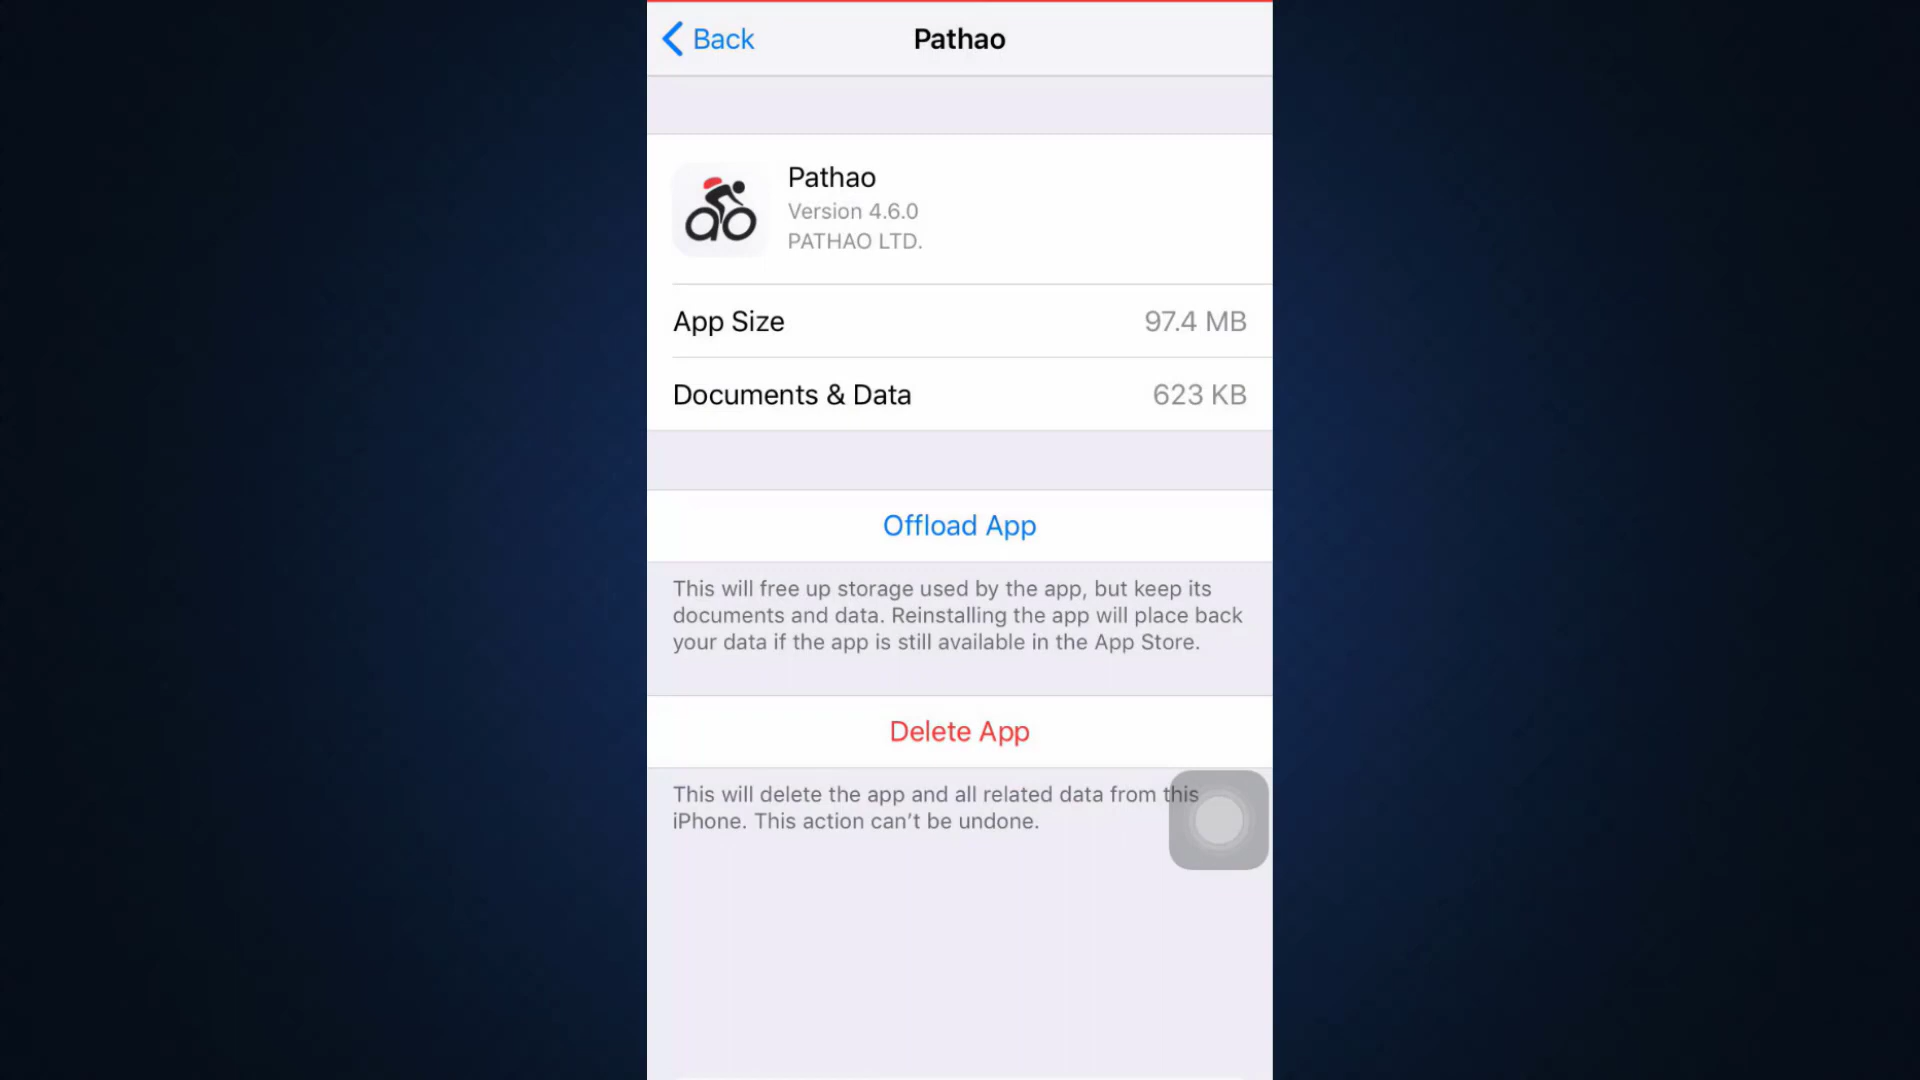 Back
Pathao
Pathao
Version 4.6.0
PATHAO LTD.
App Size
97.4 MB
Documents & Data
623 KB
Offload App
This will free up storage used by the app, but keep its
documents and data. Reinstalling the app will place back
your data if the app is still available in the App Store.
Delete App
This will delete the app and all related data from this
iPhone. This action can’t be undone.